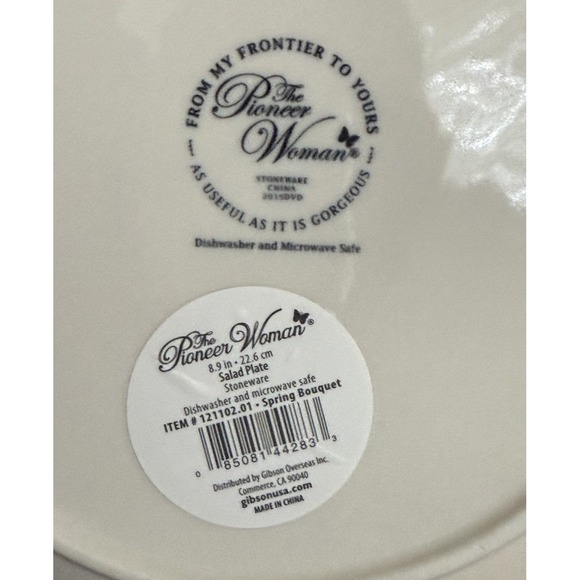 FROM MY FRONTIER TO YOURS
The
Pioneer
Woman®
STONEWARE
CHINA
2015DVD
AS USEFUL AS IT IS GORGEOUS
Dishwasher and Microwave Safe
The
Pioneer Woman®
8.9 in • 22.6 cm
Salad Plate
Stoneware
Dishwasher and microwave safe
ITEM # 121102.01 • Spring Bouquet
0 85081 44283 3
Distributed by Gibson Overseas Inc.
Commerce, CA 90040
gibsonusa.com
MADE IN CHINA